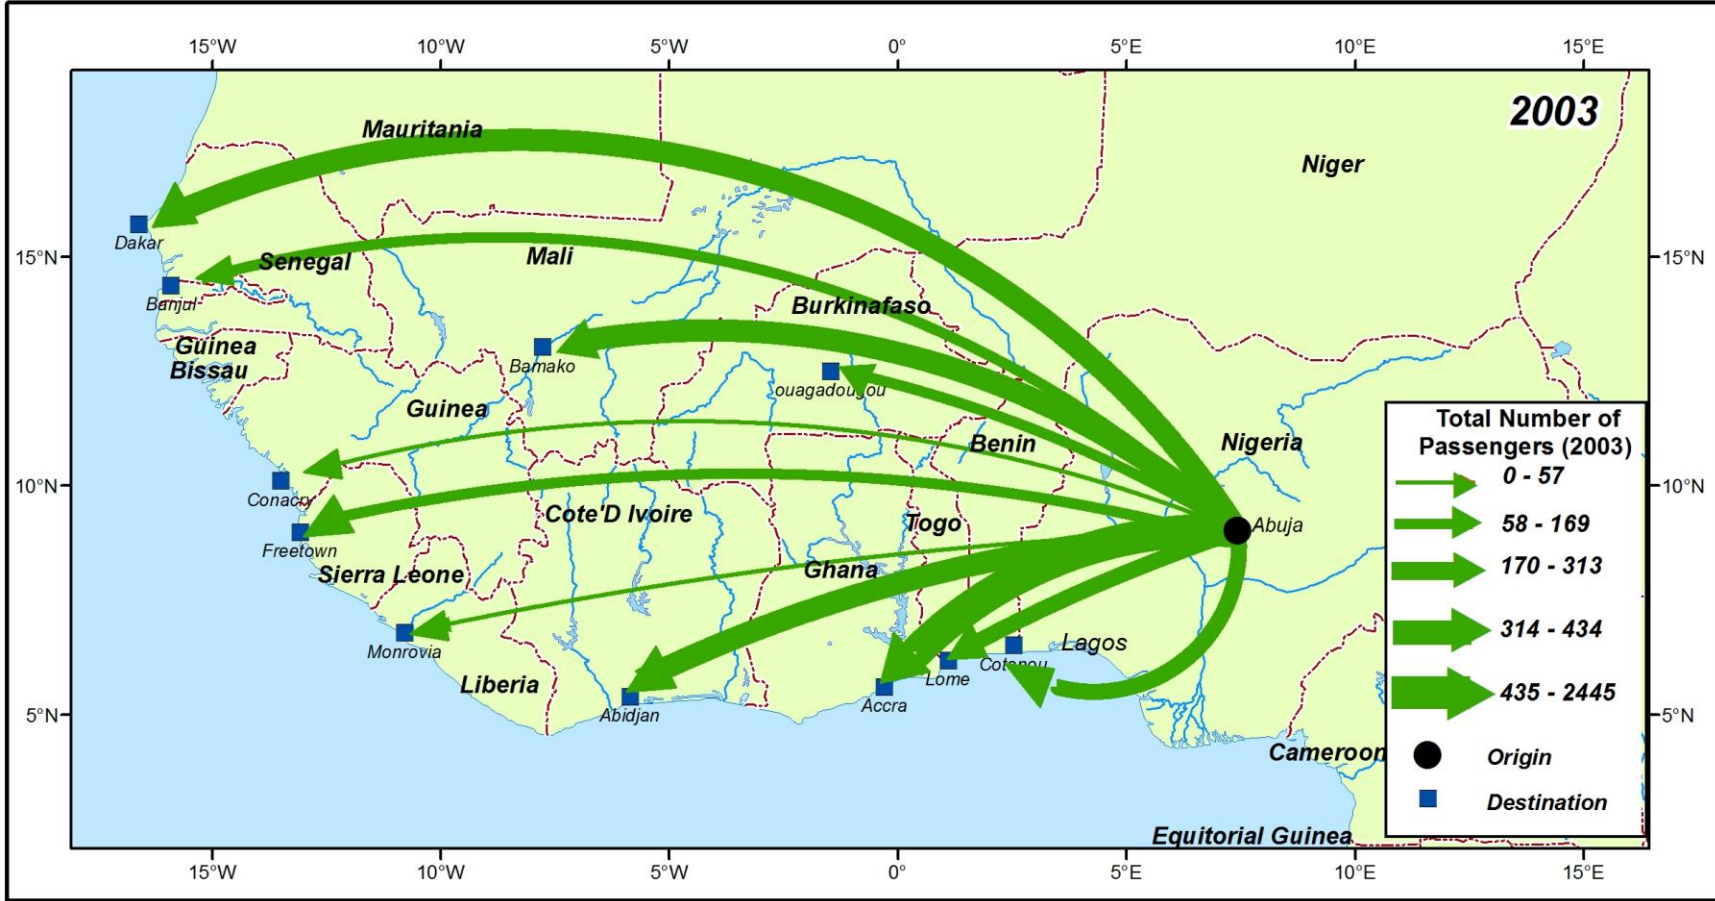 15°W 10°W 5°W 0° 5°E 10°E 15°E
2003
Mauritania
Niger
Dakar
15°N
Senegal
Mali
15°N
Banjul
Burkinafaso
Guinea
Bissau
Bamako
ouagadougou
Guinea
Benin
Nigeria
10°N
Conacry
10°N
Cote'D Ivoire
Togo
Abuja
Freetown
Sierra Leone
Ghana
Monrovia
Lagos
Cotonou
Lome
Liberia
Abidjan
Accra
5°N
5°N
Cameroon
Equitorial Guinea
Total Number of
Passengers (2003)
0 - 57
58 - 169
170 - 313
314 - 434
435 - 2445
Origin
Destination
15°W 10°W 5°W 0° 5°E 10°E 15°E